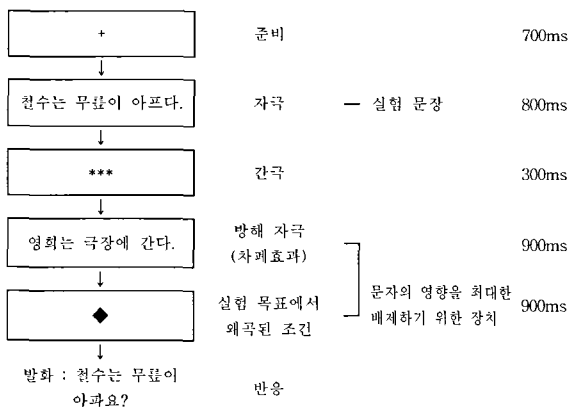 + 준비 700ms
철수는 무릎이 아프다. 자극 — 실험 문장 800ms
*** 간극 300ms
영희는 극장에 간다. 방해 자극 900ms
(차폐효과)
문자의 영향을 최대한
◆ 실험 목표에서 900ms
왜곡된 조건 배제하기 위한 장치
발화 : 철수는 무릎이 반응
아파요?